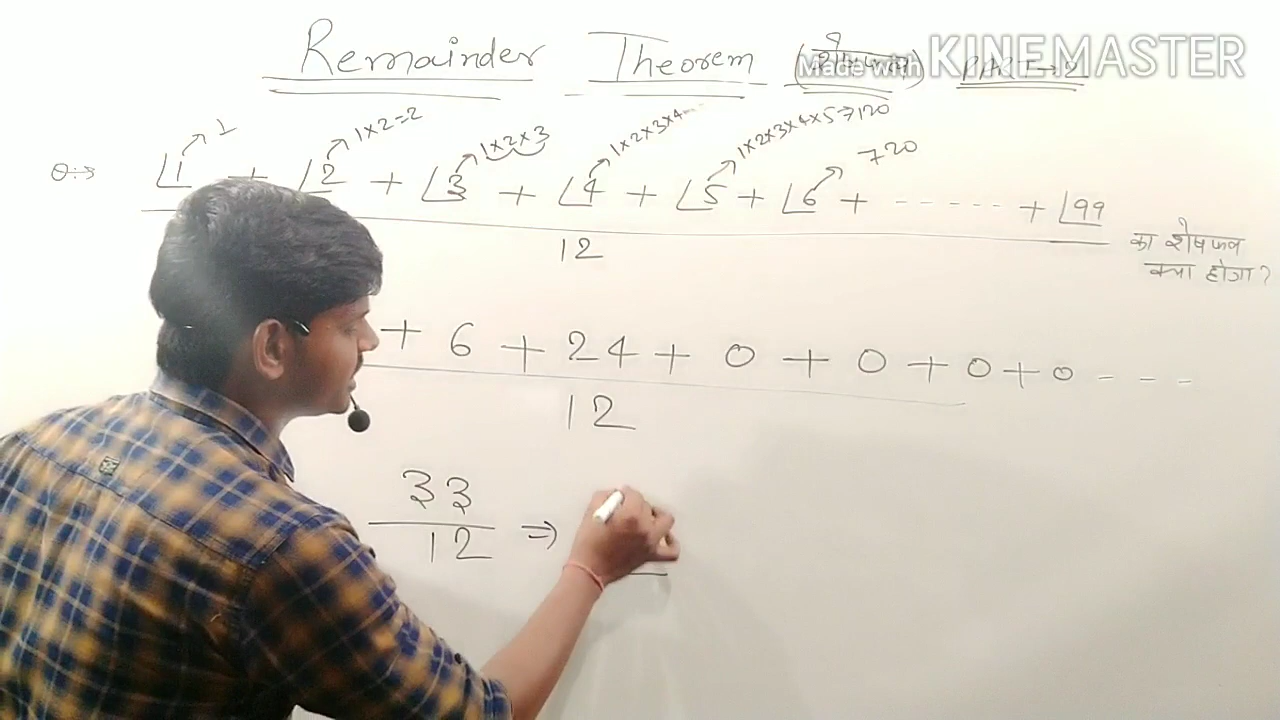 Remainder Theorem (शेषफल) PART-2
Made with KINEMASTER
1 1×2=2 1×2×3 1×2×3×4-- 1×2×3×4×5→120 720
Q:→ ∟1 + ∟2 + ∟3 + ∟4 + ∟5 + ∟6 + ------ + ∟99
12
का शेषफल
क्या होगा?
+ 6 + 24 + 0 + 0 + 0 + 0 - - -
12
33
12 ⇒